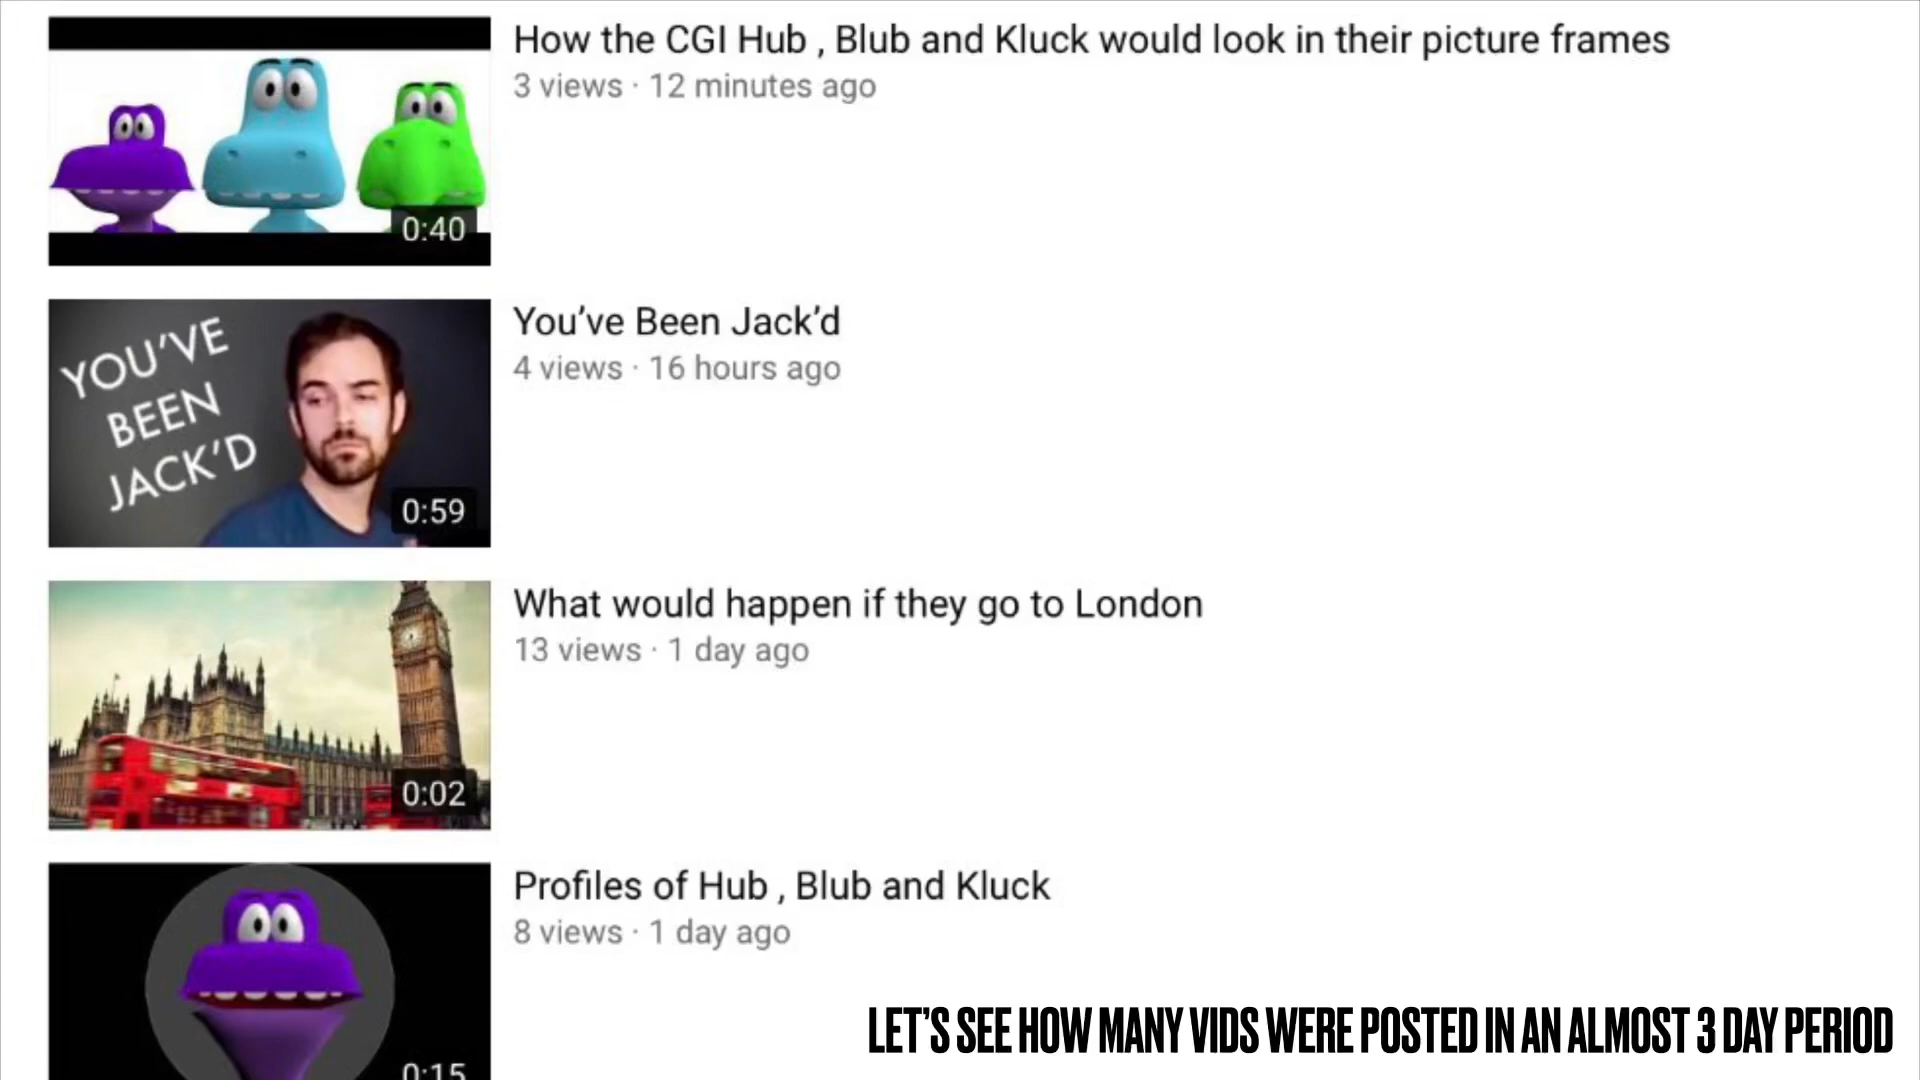 How the CGI Hub , Blub and Kluck would look in their picture frames
3 views · 12 minutes ago
0:40
You’ve Been Jack’d
4 views · 16 hours ago
YOU’VE
BEEN
JACK’D
0:59
What would happen if they go to London
13 views · 1 day ago
0:02
Profiles of Hub , Blub and Kluck
8 views · 1 day ago
0:15
LET’S SEE HOW MANY VIDS WERE POSTED IN AN ALMOST 3 DAY PERIOD